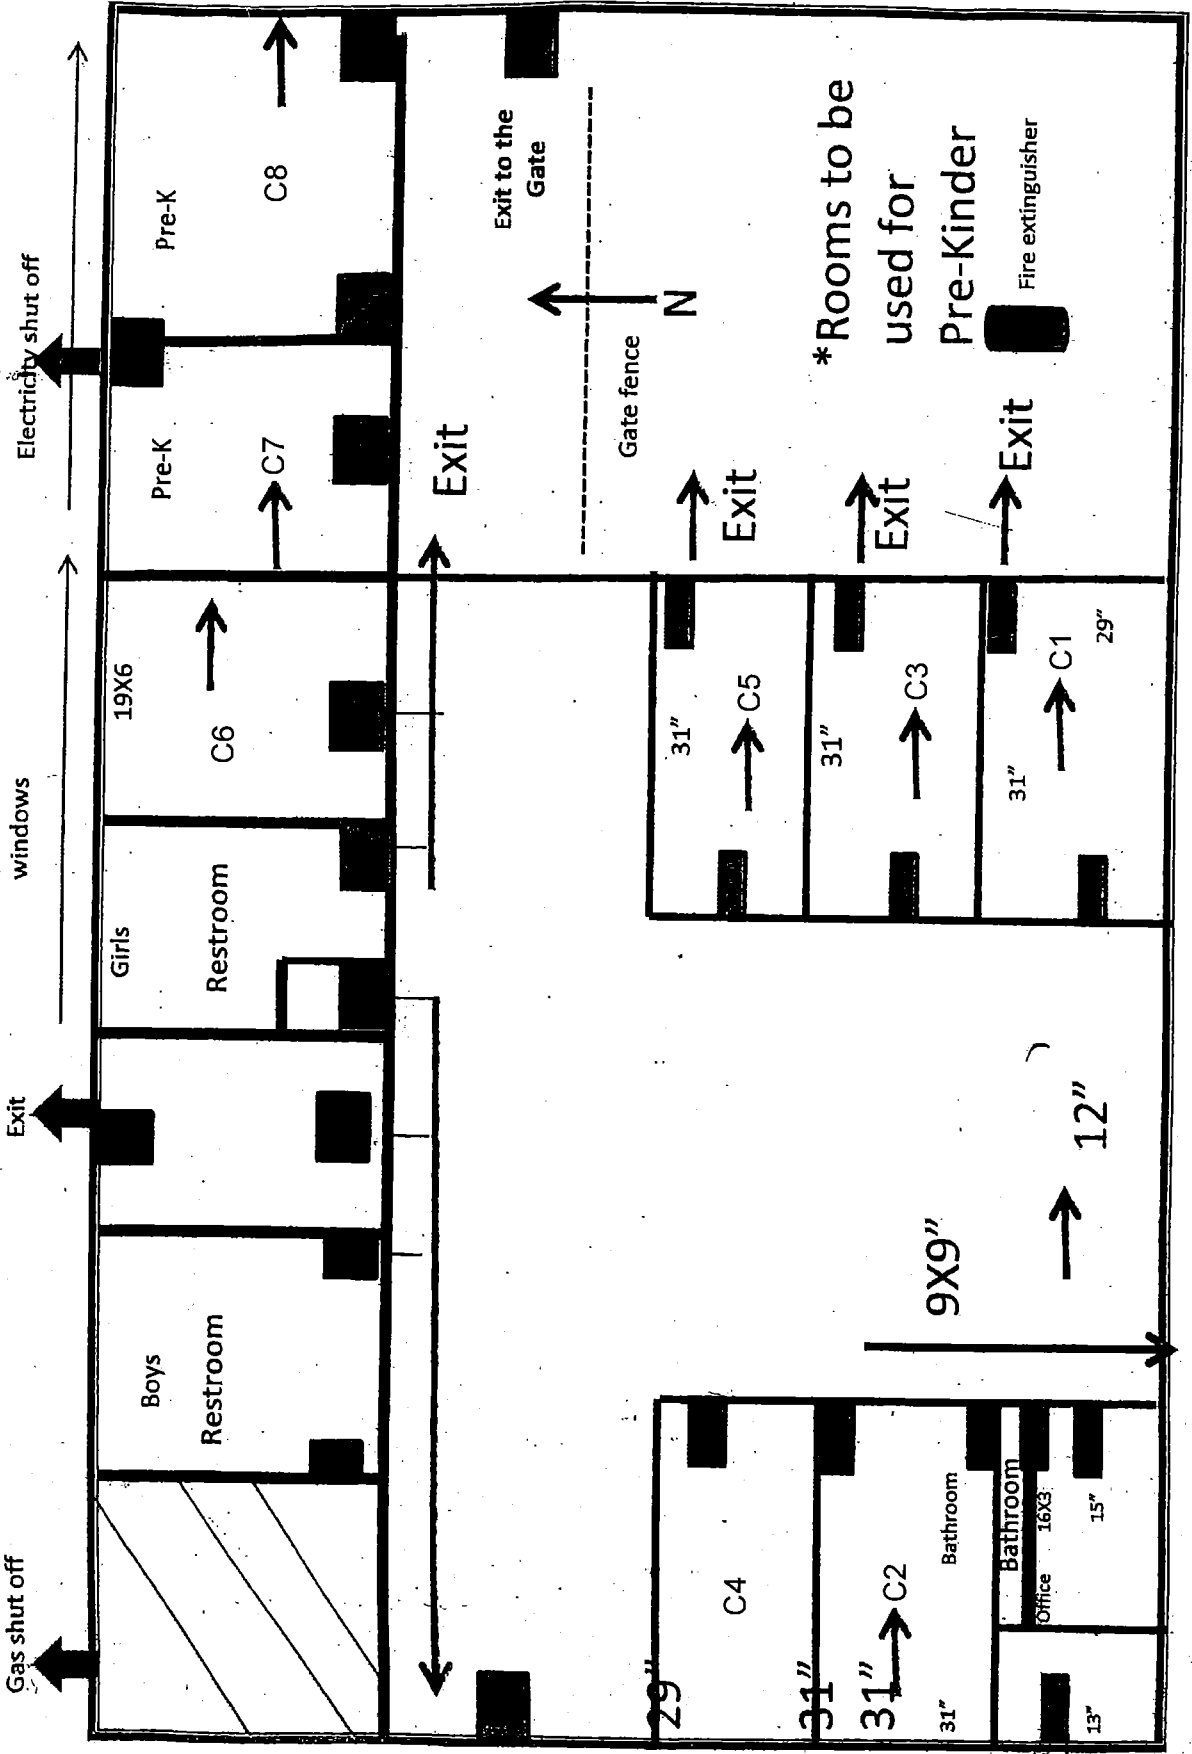 Gas shut off
Exit
windows
Electricity shut off
Boys
Restroom
Girls
Restroom
19X6
C6
Pre-K
C7
Pre-K
C8
Exit
Exit to the
Gate
N
Gate fence
29”
C4
31”
31”
C2
31”
Bathroom
Bathroom
Office
16X3
15”
13”
9X9”
12”
31”
C5
31”
C3
31”
C1
29”
Exit
Exit
Exit
*Rooms to be
used for
Pre-Kinder
Fire extinguisher